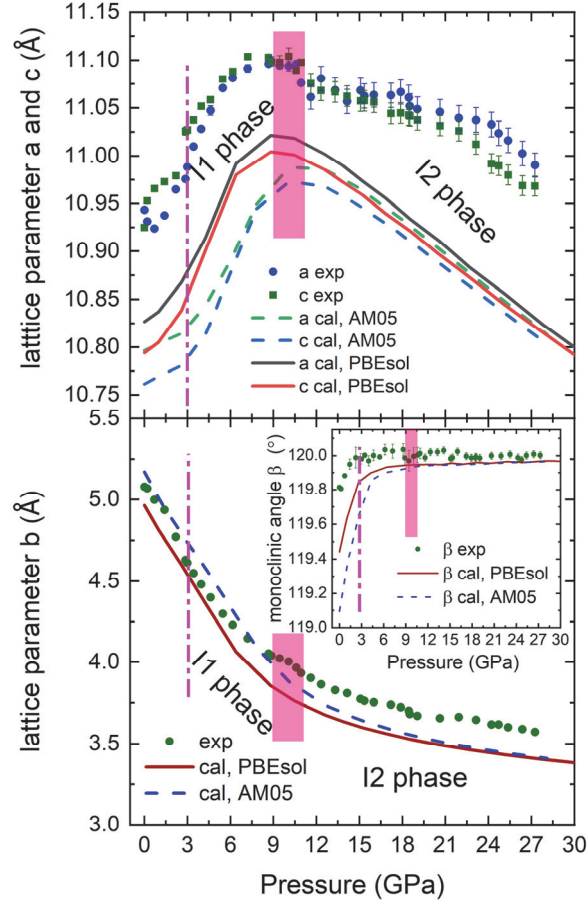 11.15
11.10
11.05
11.00
10.95
10.90
10.85
10.80
10.75
latttice parameter a and c (Å)
I1 phase
I2 phase
a exp
c exp
a cal, AM05
c cal, AM05
a cal, PBEsol
c cal, PBEsol
5.5
5.0
4.5
4.0
3.5
3.0
lattice parameter b (Å)
120.0
119.8
119.6
119.4
119.2
119.0
monoclinic angle β (°)
β exp
β cal, PBEsol
β cal, AM05
0 3 6 9 12 15 18 21 24 27 30
Pressure (GPa)
I1 phase
I2 phase
exp
cal, PBEsol
cal, AM05
0 3 6 9 12 15 18 21 24 27 30
Pressure (GPa)